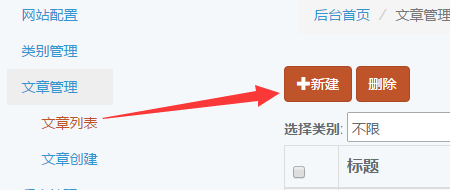 网站配置
类别管理
文章管理
文章列表
文章创建
后台首页 / 文章管理
新建 删除
选择类别: 不限
标题